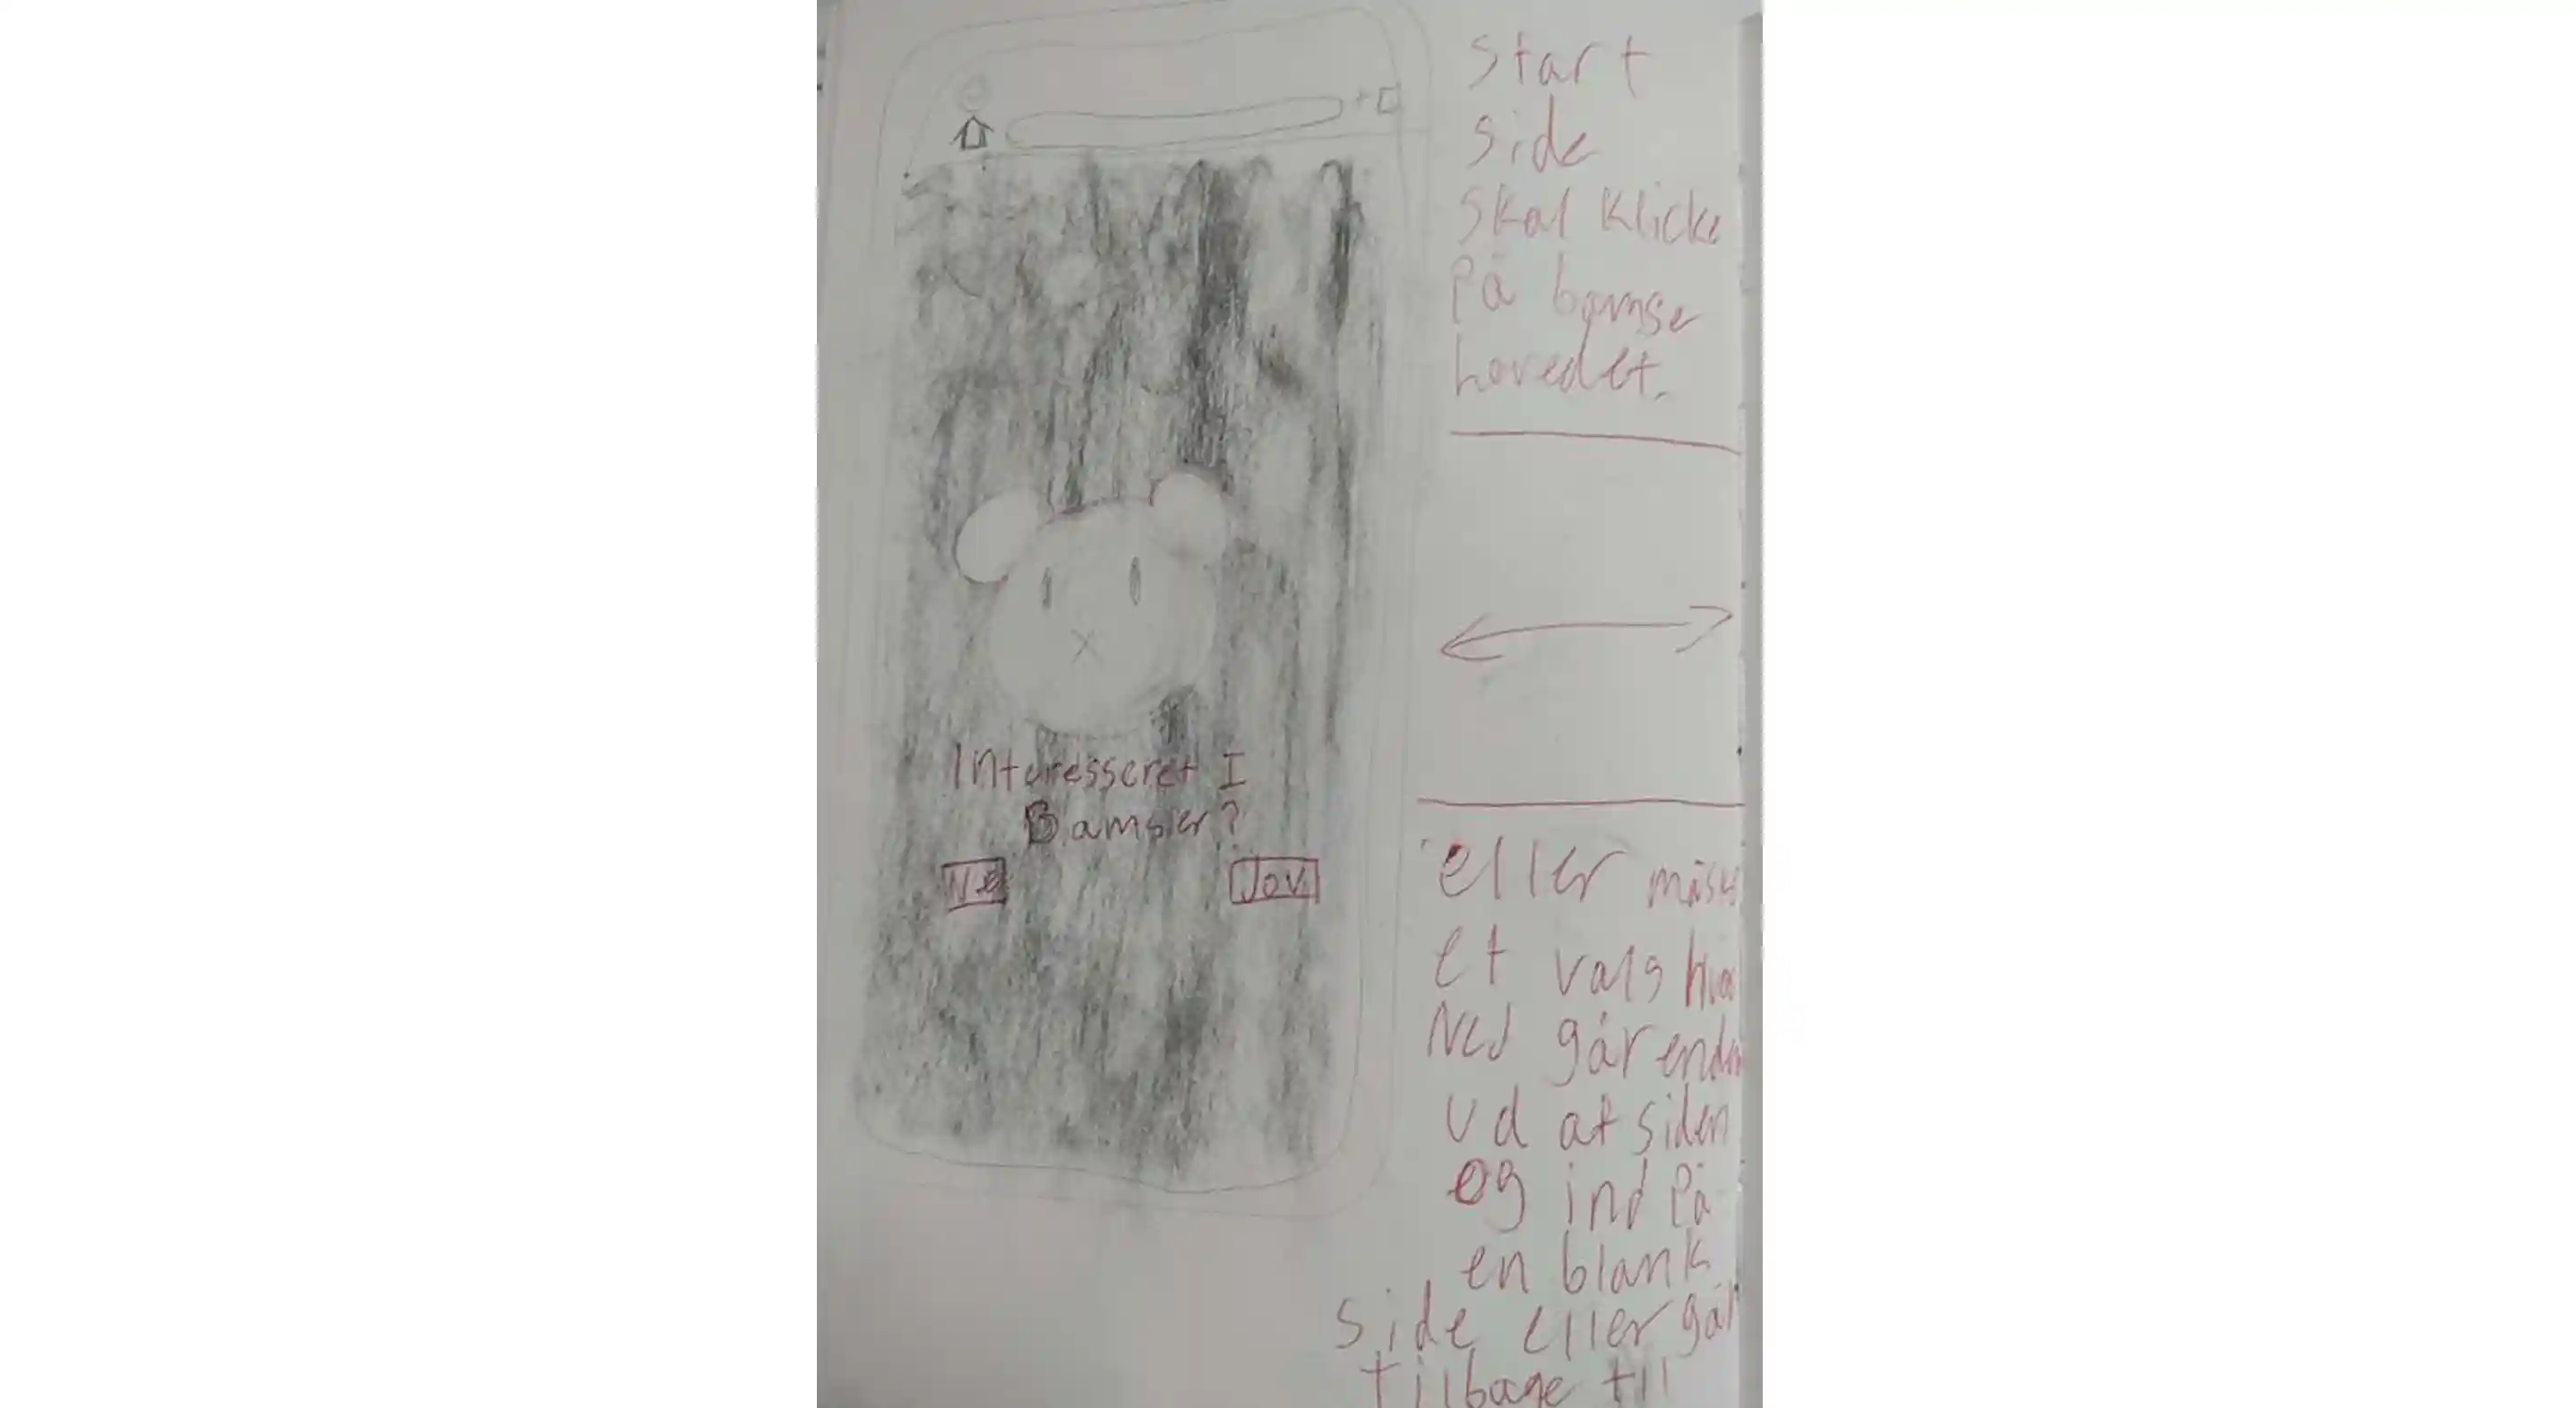 Interesseret I
Bamser?
Nej
Jov
start
side
skal klicke
På bamse
hovedet.
eller måske
et valg hvor
Nej går
ud af siden
og ind på
en blank
side eller går
tilbage til